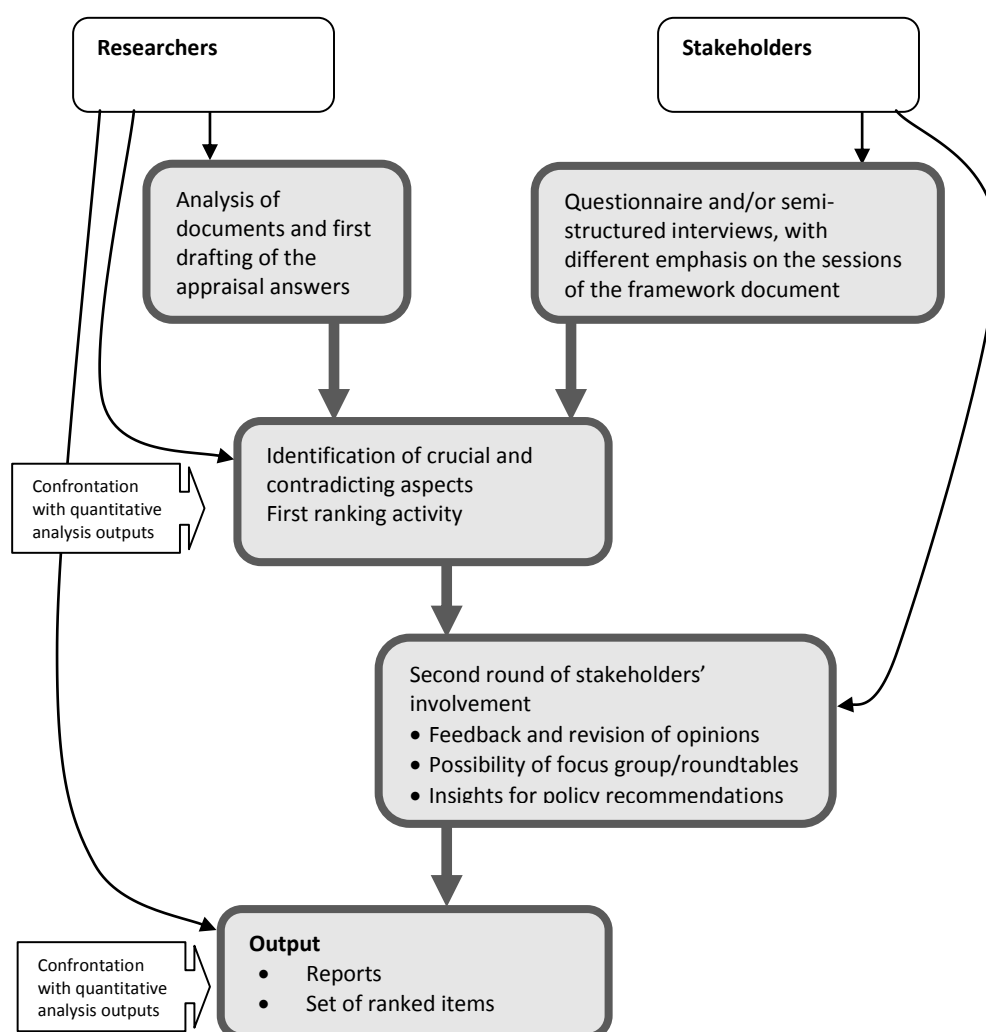 Researchers
Stakeholders
Analysis of
documents and first
drafting of the
appraisal answers
Questionnaire and/or semi-
structured interviews, with
different emphasis on the sessions
of the framework document
Identification of crucial and
contradicting aspects
First ranking activity
Confrontation
with quantitative
analysis outputs
Second round of stakeholders’
involvement
• Feedback and revision of opinions
• Possibility of focus group/roundtables
• Insights for policy recommendations
Output
• Reports
• Set of ranked items
Confrontation
with quantitative
analysis outputs